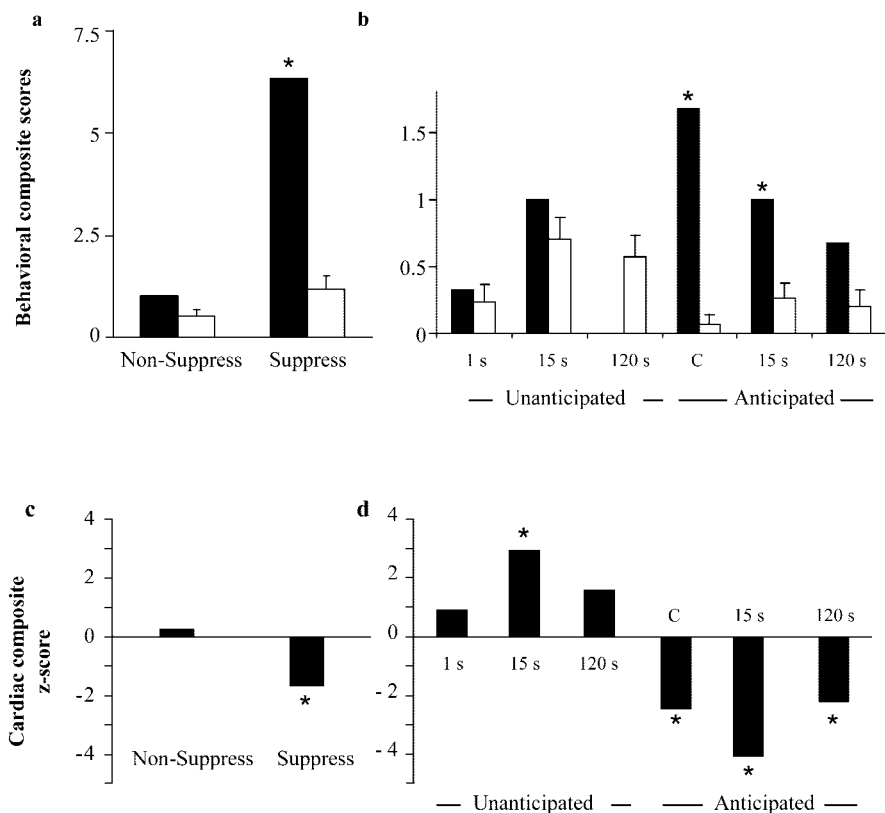 a
Behavioral composite scores
7.5
5
2.5
0
*
Non-Suppress Suppress
b
1.5
1
0.5
0
*
*
1 s 15 s 120 s C 15 s 120 s
Unanticipated Anticipated
c
Cardiac composite
z-score
4
2
0
-2
-4
*
Non-Suppress Suppress
d
4
2
0
-2
-4
*
C 15 s 120 s
1 s 15 s 120 s
* * *
Unanticipated Anticipated